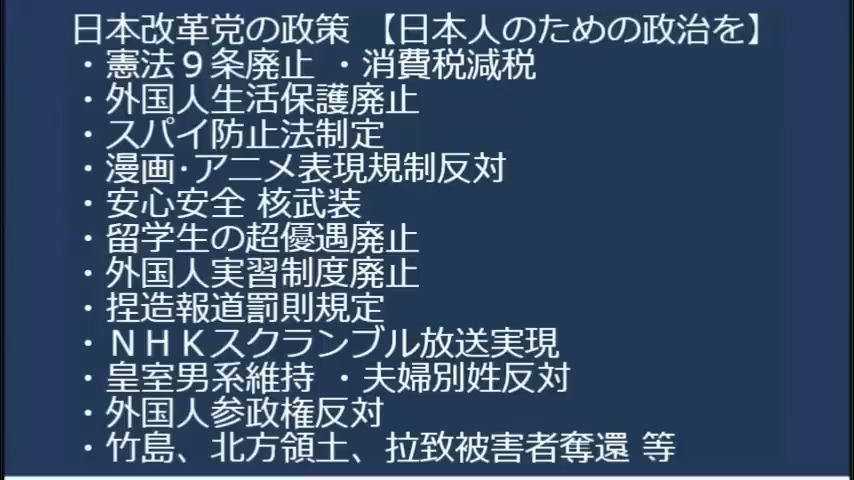 日本改革党の政策 【日本人のための政治を】
・憲法９条廃止 ・消費税減税
・外国人生活保護廃止
・スパイ防止法制定
・漫画･アニメ表現規制反対
・安心安全 核武装
・留学生の超優遇廃止
・外国人実習制度廃止
・捏造報道罰則規定
・ＮＨＫスクランブル放送実現
・皇室男系維持 ・夫婦別姓反対
・外国人参政権反対
・竹島、北方領土、拉致被害者奪還 等